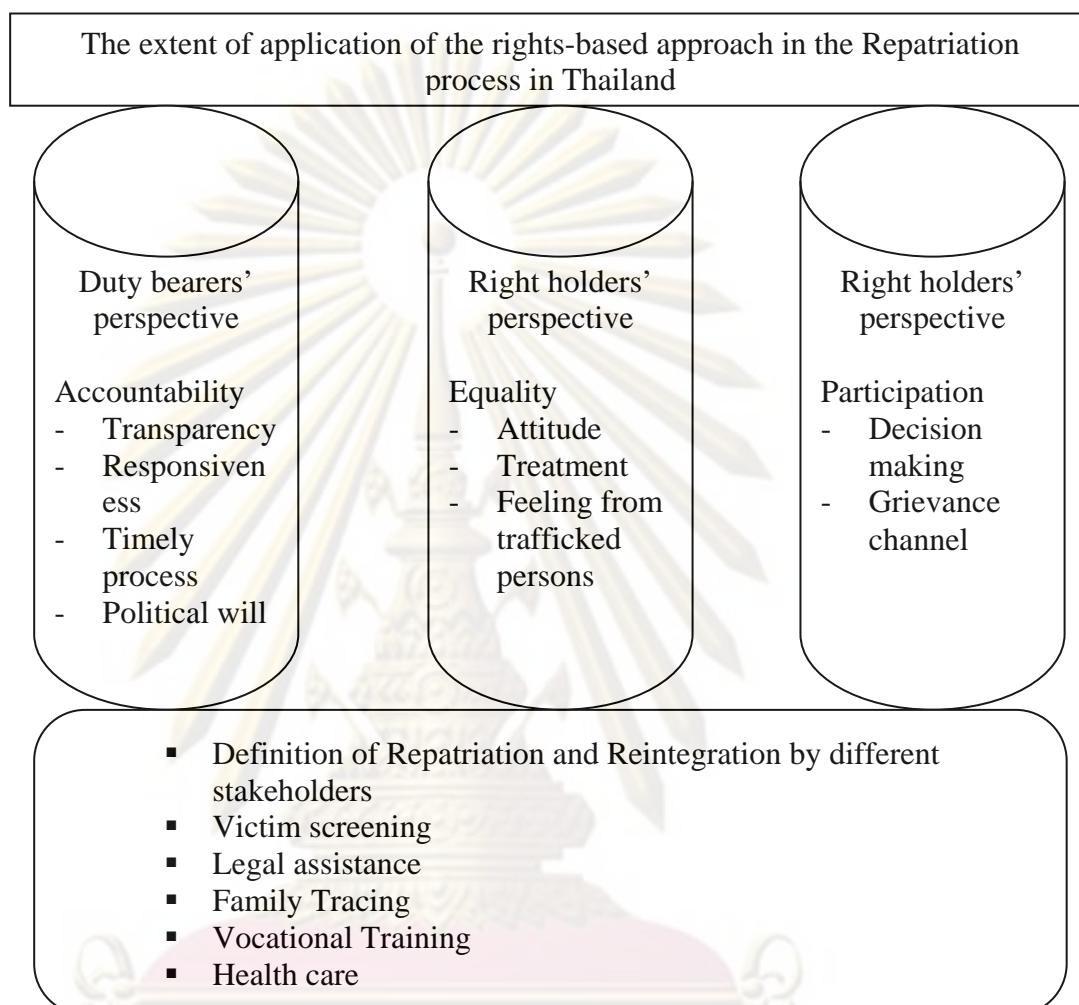 The extent of application of the rights-based approach in the Repatriation
process in Thailand
Duty bearers’
perspective
Accountability
- Transparency
- Responsiven
ess
- Timely
process
- Political will
Right holders’
perspective
Equality
- Attitude
- Treatment
- Feeling from
trafficked
persons
Right holders’
perspective
Participation
- Decision
making
- Grievance
channel
▪ Definition of Repatriation and Reintegration by different
stakeholders
▪ Victim screening
▪ Legal assistance
▪ Family Tracing
▪ Vocational Training
▪ Health care